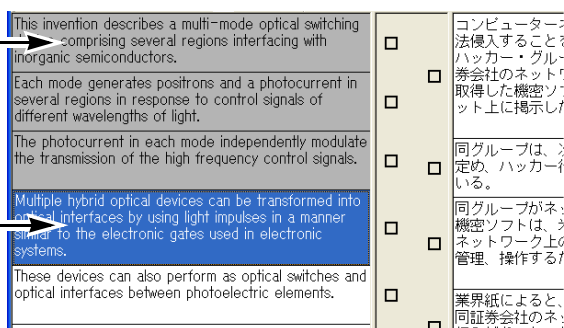 This invention describes a multi-mode optical switching
comprising several regions interfacing with
inorganic semiconductors.
Each mode generates positrons and a photocurrent in
several regions in response to control signals of
different wavelengths of light.
The photocurrent in each mode independently modulate
the transmission of the high frequency control signals.
Multiple hybrid optical devices can be transformed into
optical interfaces by using light impulses in a manner
similar to the electronic gates used in electronic
systems.
These devices can also perform as optical switches and
optical interfaces between photoelectric elements.
コンピューター
法侵入すること
ハッカー・グルー
券会社のネットワ
取得した機密ソフ
ット上に掲示した
同グループは、
定め、ハッカー行
いる。
同グループがネッ
機密ソフトは、
ネットワーク上の
管理、操作する
業界紙によると、
同証券会社のネッ